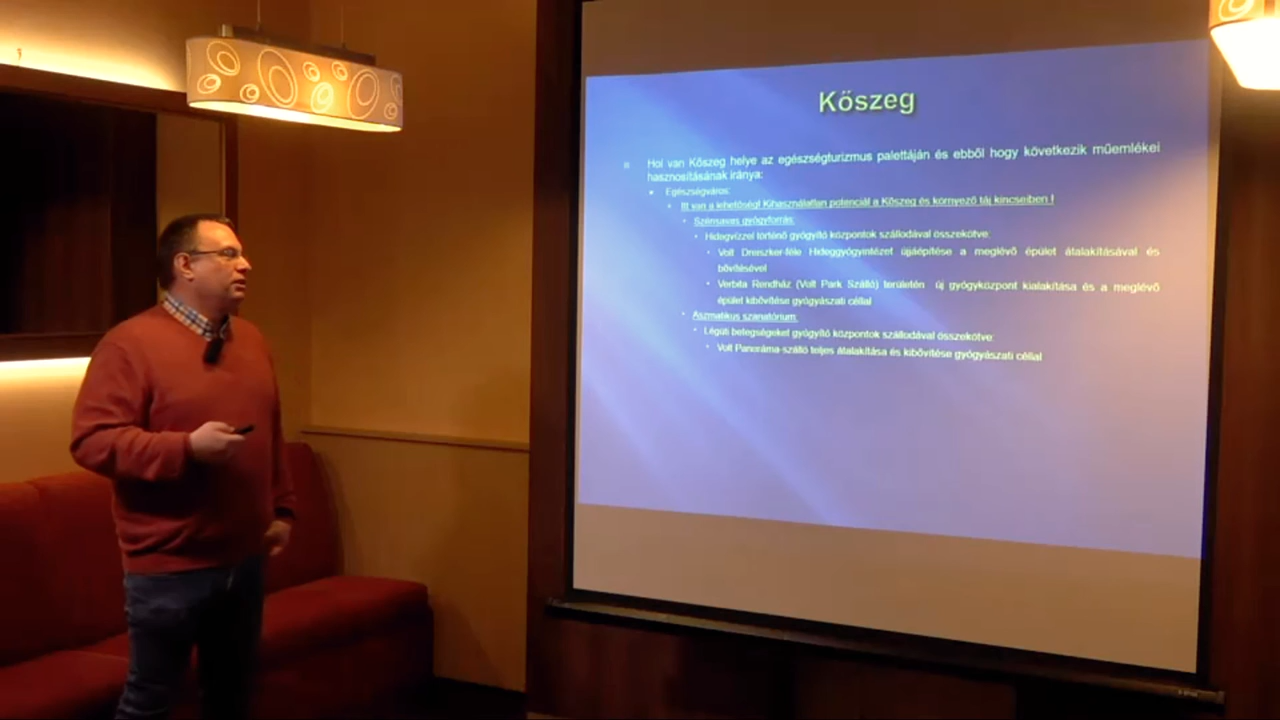 Kőszeg
Hol van Kőszeg helye az egészségturizmus palettáján és ebből hogy következik műemlékei
hasznosításának iránya:
Egészségváros:
Itt van a lehetőség! Kihasználatlan potenciál a Kőszeg és környező táj kincseiben !
Szénsavas gyógyforrás:
Hidegvízzel történő gyógyító központok szállodával összekötve:
Volt Dreiszker-féle Hideggyógyintézet újjáépítése a meglévő épület átalakításával és
bővítésével
Verbita Rendház (Volt Park Szálló) területén új gyógyközpont kialakítása és a meglévő
épület kibővítése gyógyászati céllal
Aszmatikus szanatórium:
Légúti betegségeket gyógyító központok szállodával összekötve:
Volt Panoráma-szálló teljes átalakítása és kibővítése gyógyászati céllal